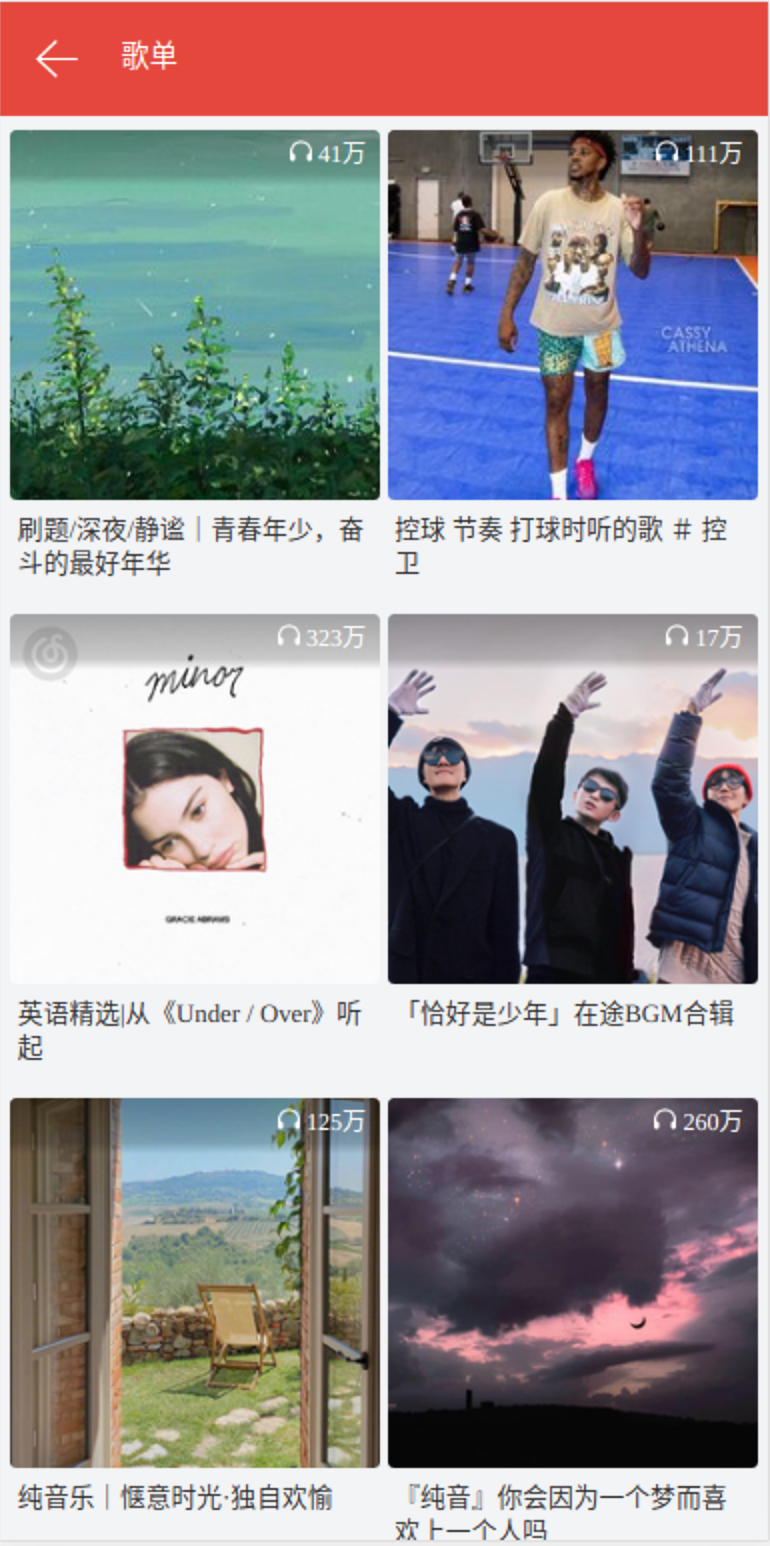 歌单
41万
111万
CASSY
ATHENA
刷题/深夜/静谧｜青春年少，奋
斗的最好年华
控球 节奏 打球时听的歌 # 控
卫
323万
17万
minor
GRACIE ABRAMS
英语精选|从《Under / Over》听
起
「恰好是少年」在途BGM合辑
125万
260万
纯音乐｜惬意时光·独自欢愉
『纯音』你会因为一个梦而喜
欢上一个人吗